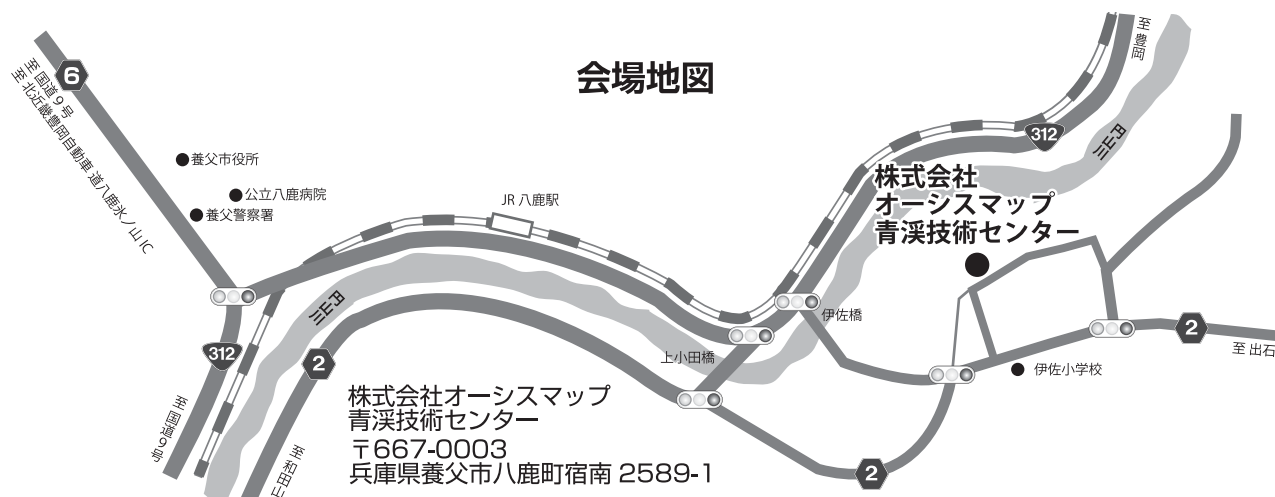 会場地図
6
至 国道9号
至 北近畿豊岡自動車 道八鹿氷ノ山IC
養父市役所
公立八鹿病院
養父警察署
JR 八鹿駅
至 豊岡
312
円山川
株式会社
オーシスマップ
青渓技術センター
円山川
伊佐橋
上小田橋
312
2
2
至 出石
伊佐小学校
至 国道9号
至 和田山
2
株式会社オーシスマップ
青渓技術センター
〒667-0003
兵庫県養父市八鹿町宿南 2589-1